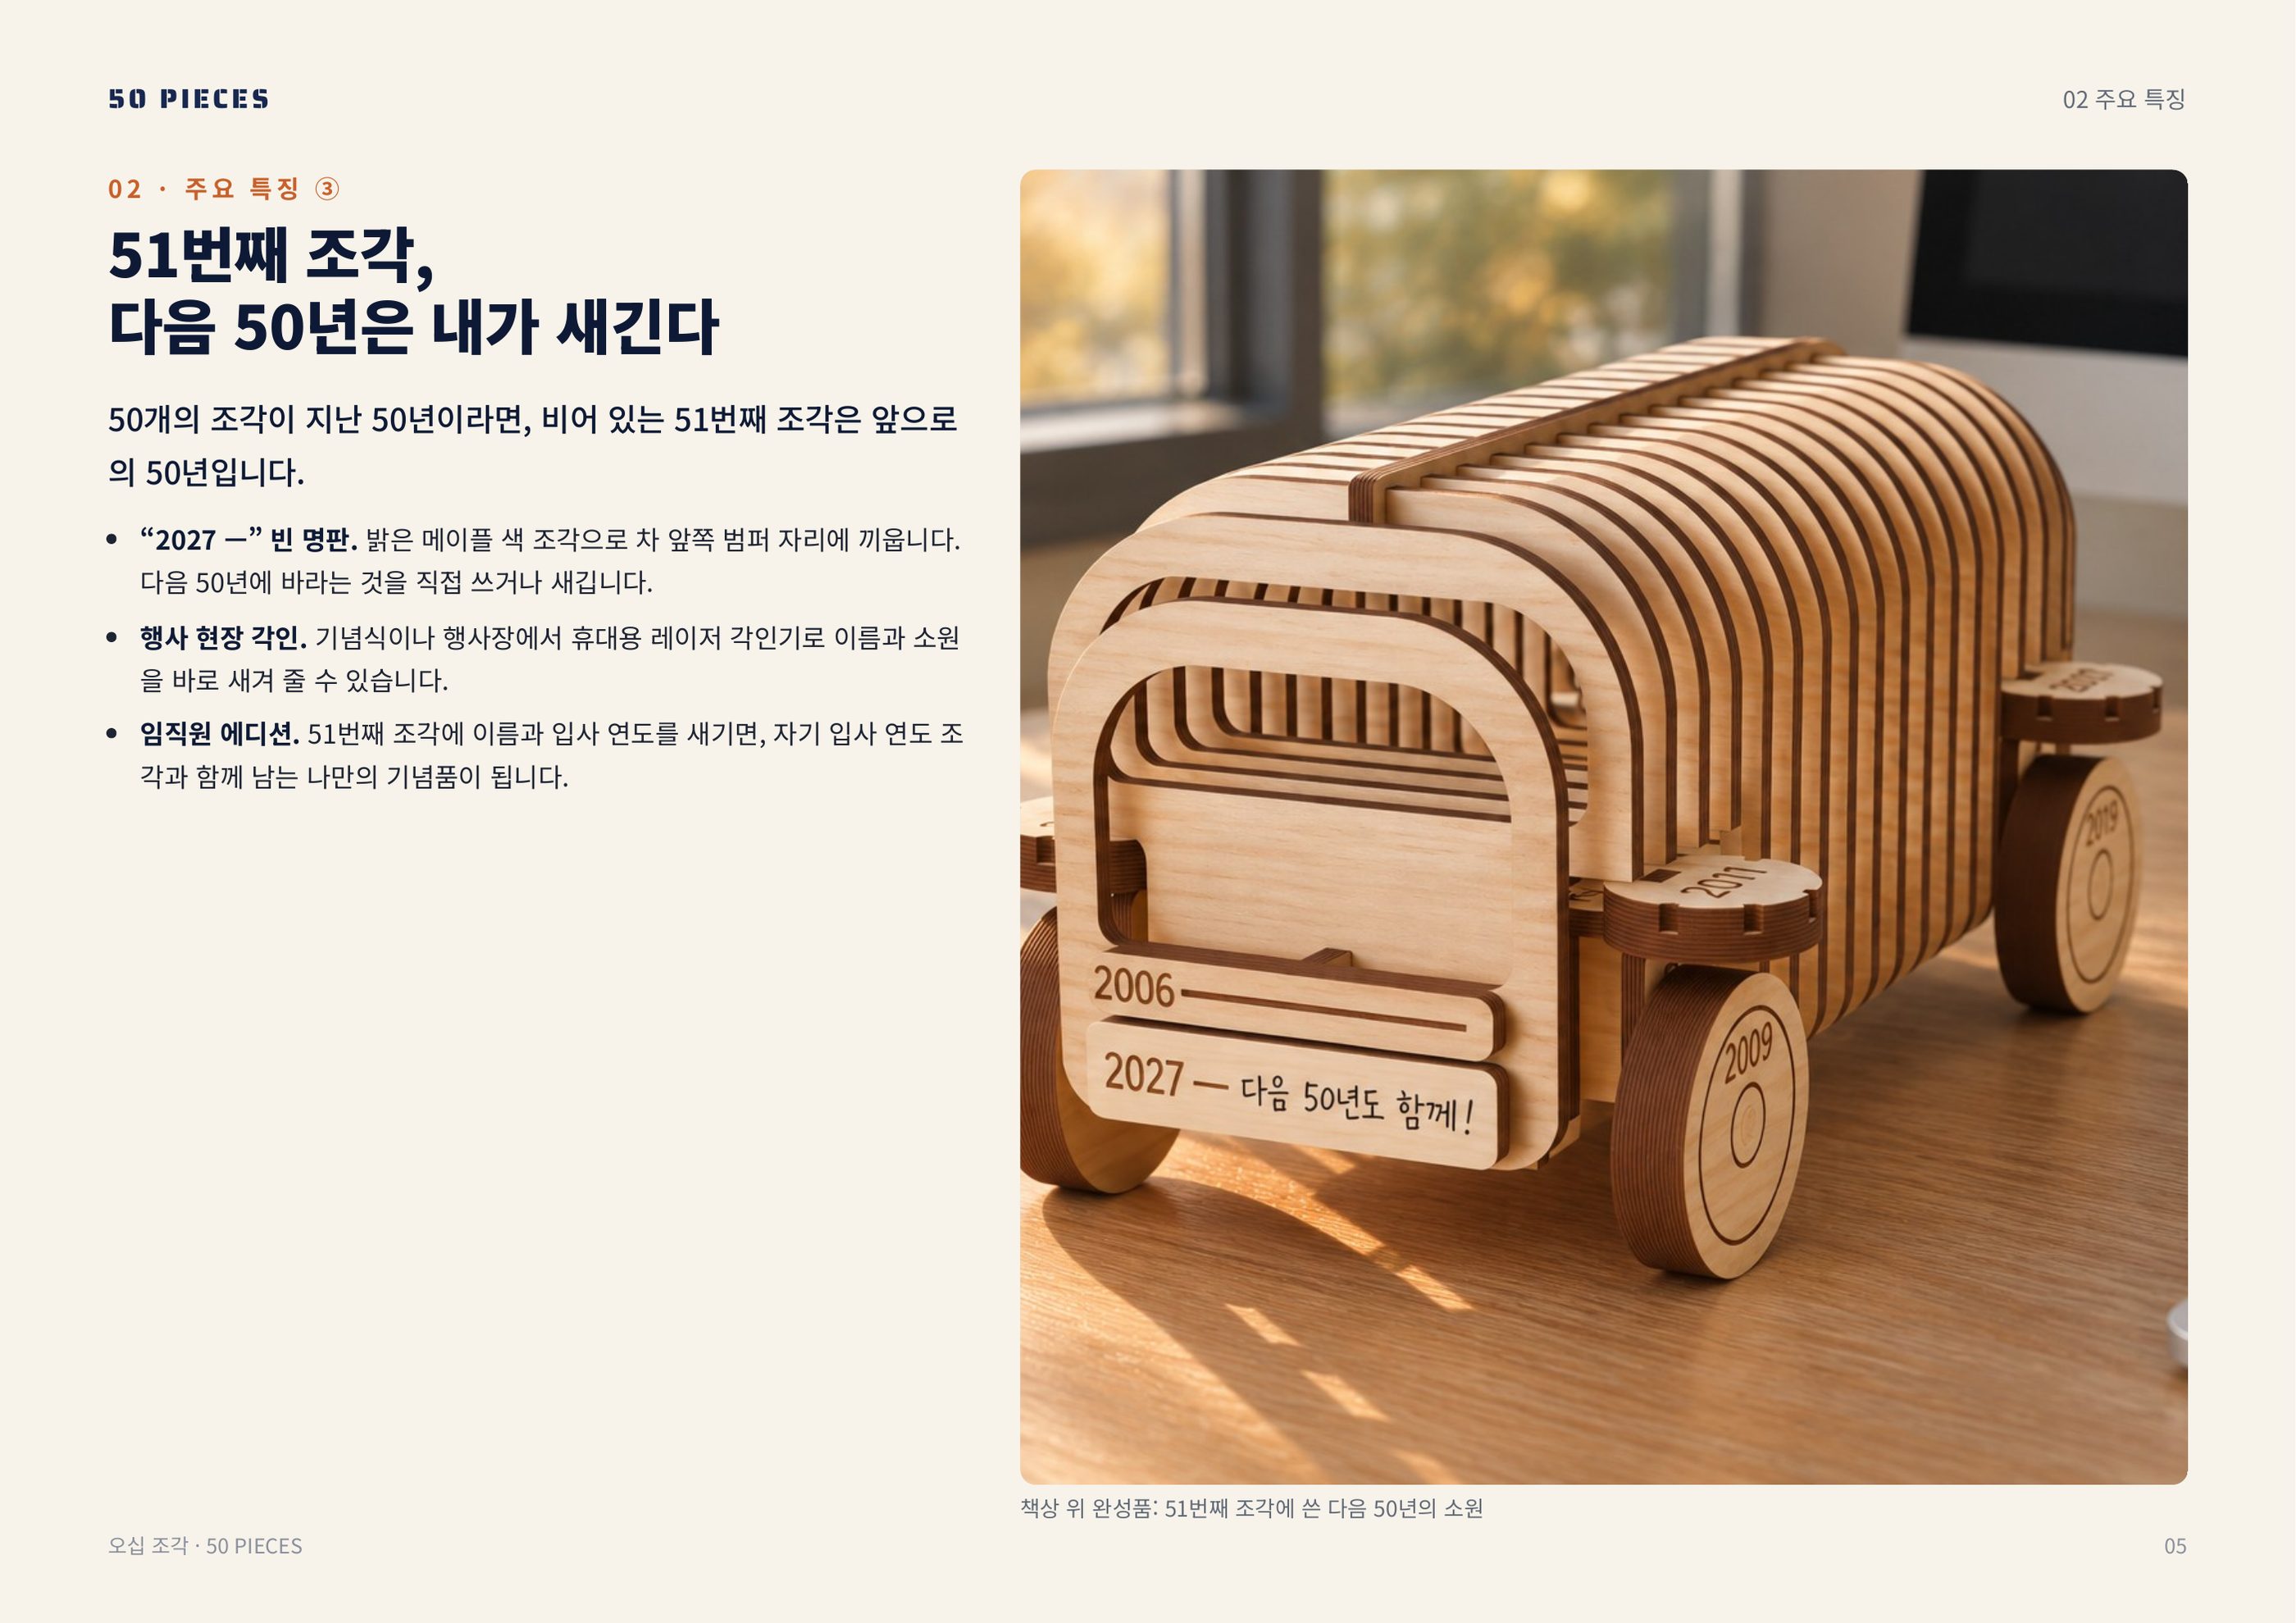 50 PIECES
02 주요 특징
02 · 주요 특징 ③
51번째 조각,
다음 50년은 내가 새긴다
50개의 조각이 지난 50년이라면, 비어 있는 51번째 조각은 앞으로
의 50년입니다.
• “2027 —” 빈 명판. 밝은 메이플 색 조각으로 차 앞쪽 범퍼 자리에 끼웁니다.
다음 50년에 바라는 것을 직접 쓰거나 새깁니다.
• 행사 현장 각인. 기념식이나 행사장에서 휴대용 레이저 각인기로 이름과 소원
을 바로 새겨 줄 수 있습니다.
• 임직원 에디션. 51번째 조각에 이름과 입사 연도를 새기면, 자기 입사 연도 조
각과 함께 남는 나만의 기념품이 됩니다.
2019
2011
2006
2009
2027 — 다음 50년도 함께!
책상 위 완성품: 51번째 조각에 쓴 다음 50년의 소원
오십 조각 · 50 PIECES
05